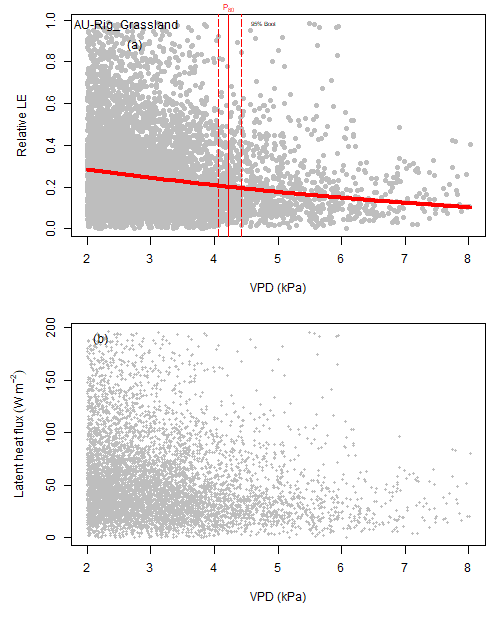 P50
AU-Rig_Grassland
95% Boot
(a)
Relative LE
1.0
0.8
0.6
0.4
0.2
0.0
2 3 4 5 6 7 8
VPD (kPa)
(b)
Latent heat flux (W m⁻²)
200
150
100
50
0
2 3 4 5 6 7 8
VPD (kPa)